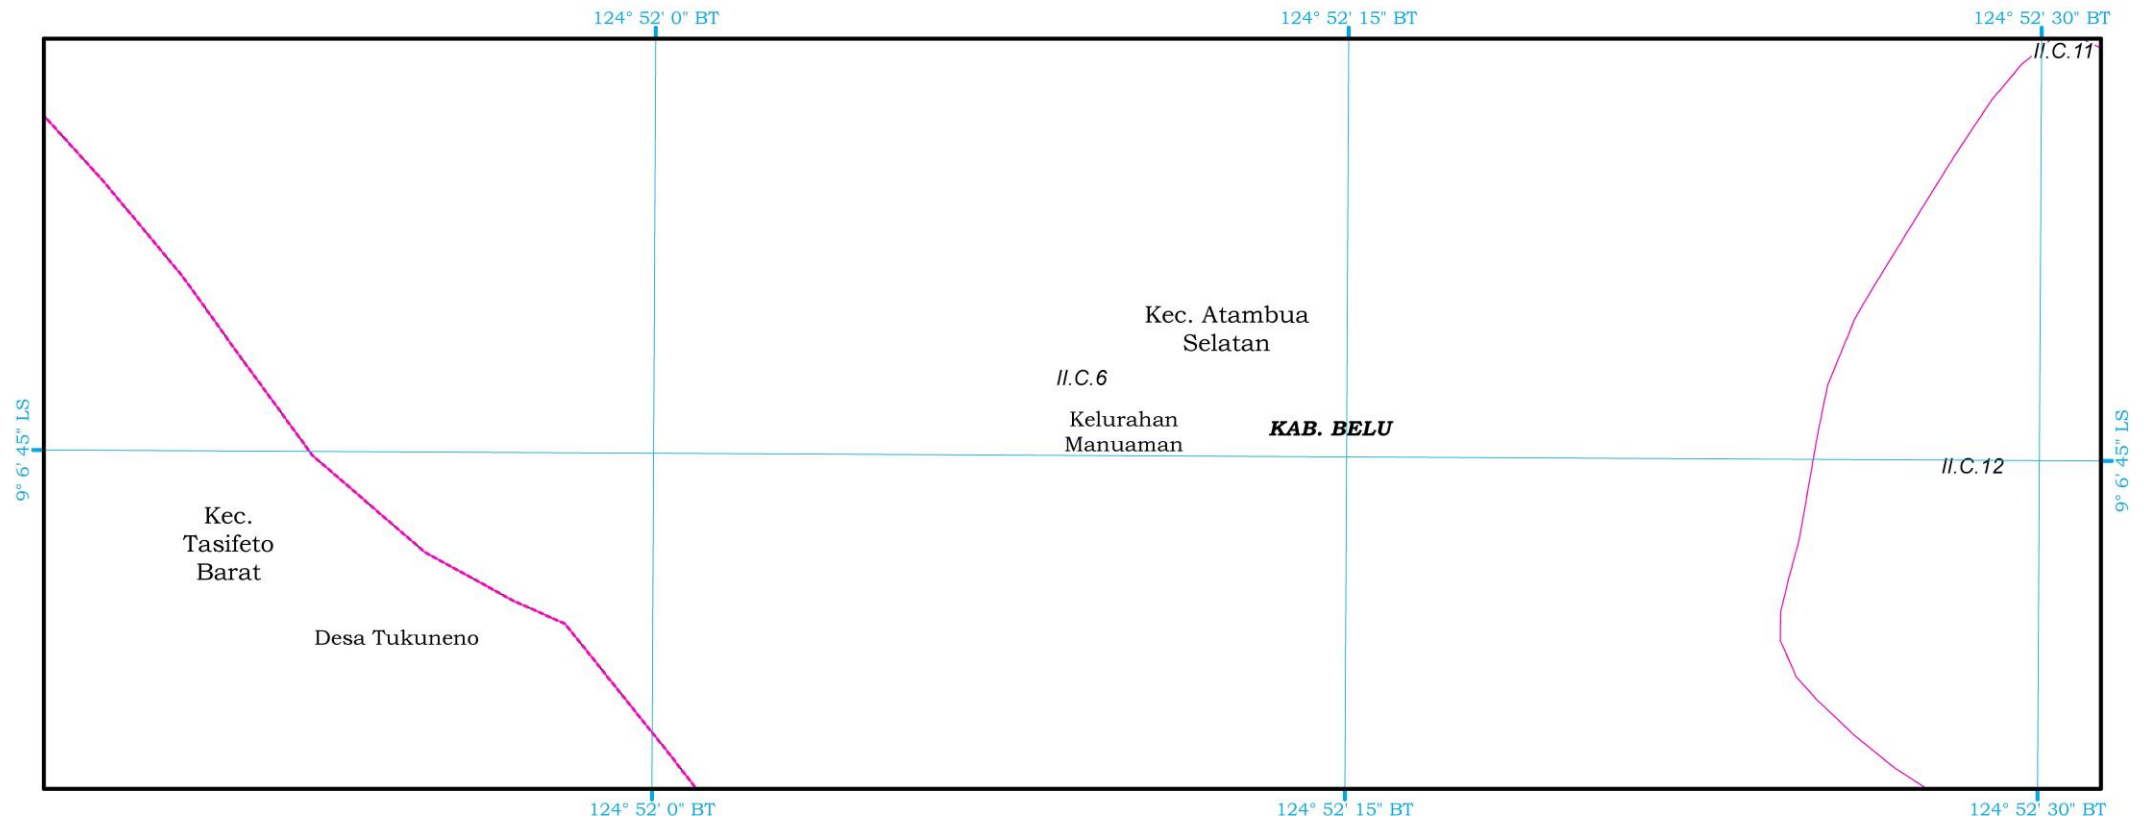 124° 52' 0" BT
124° 52' 15" BT
124° 52' 30" BT
II.C.11
Kec. Atambua
Selatan
II.C.6
Kelurahan
Manuaman
KAB. BELU
9° 6' 45" LS
9° 6' 45" LS
II.C.12
Kec.
Tasifeto
Barat
Desa Tukuneno
124° 52' 0" BT
124° 52' 15" BT
124° 52' 30" BT